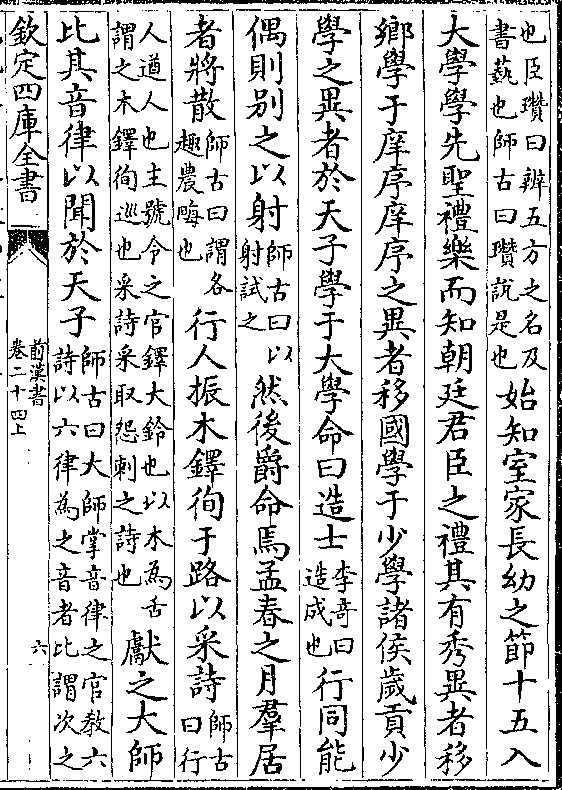 也臣瓚曰辨五方之名及
書藝也師古曰瓚説是也
始知室家長幼之節十五入
大學學先聖禮樂而知朝廷君臣之禮其有秀異者移
鄉學于庠序庠序之異者移國學于少學諸侯歲貢少
學之異者於天子學于大學命曰造士
李奇曰
造成也
行同能
偶則别之以射
師古曰以
射試之
然後爵命焉孟春之月羣居
者將散
師古曰謂各
趣農畮也
行人振木鐸徇于路以采詩
師古
曰行
人遒人也主號令之官鐸大鈴也以木為舌
謂之木鐸徇巡也采詩采取怨刺之詩也
獻之大師
比其音律以聞於天子
師古曰大師掌音律之官教六
詩以六律為之音者比謂次之
欽定四庫全書
前漢書
卷二十四上
六